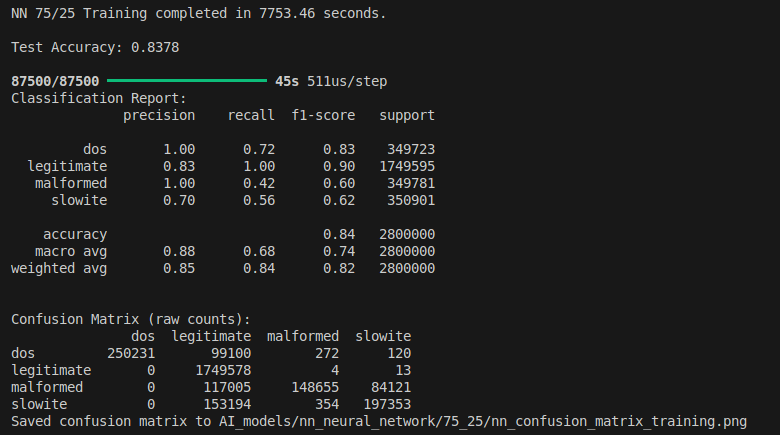 NN 75/25 Training completed in 7753.46 seconds.
Test Accuracy: 0.8378
87500/87500 ━━━━━━━━━━━━━━━━━━━━ 45s 511us/step
Classification Report:
precision recall f1-score support
dos 1.00 0.72 0.83 349723
legitimate 0.83 1.00 0.90 1749595
malformed 1.00 0.42 0.60 349781
slowite 0.70 0.56 0.62 350901
accuracy 0.84 2800000
macro avg 0.88 0.68 0.74 2800000
weighted avg 0.85 0.84 0.82 2800000
Confusion Matrix (raw counts):
dos legitimate malformed slowite
dos 250231 99100 272 120
legitimate 0 1749578 4 13
malformed 0 117005 148655 84121
slowite 0 153194 354 197353
Saved confusion matrix to AI_models/nn_neural_network/75_25/nn_confusion_matrix_training.png